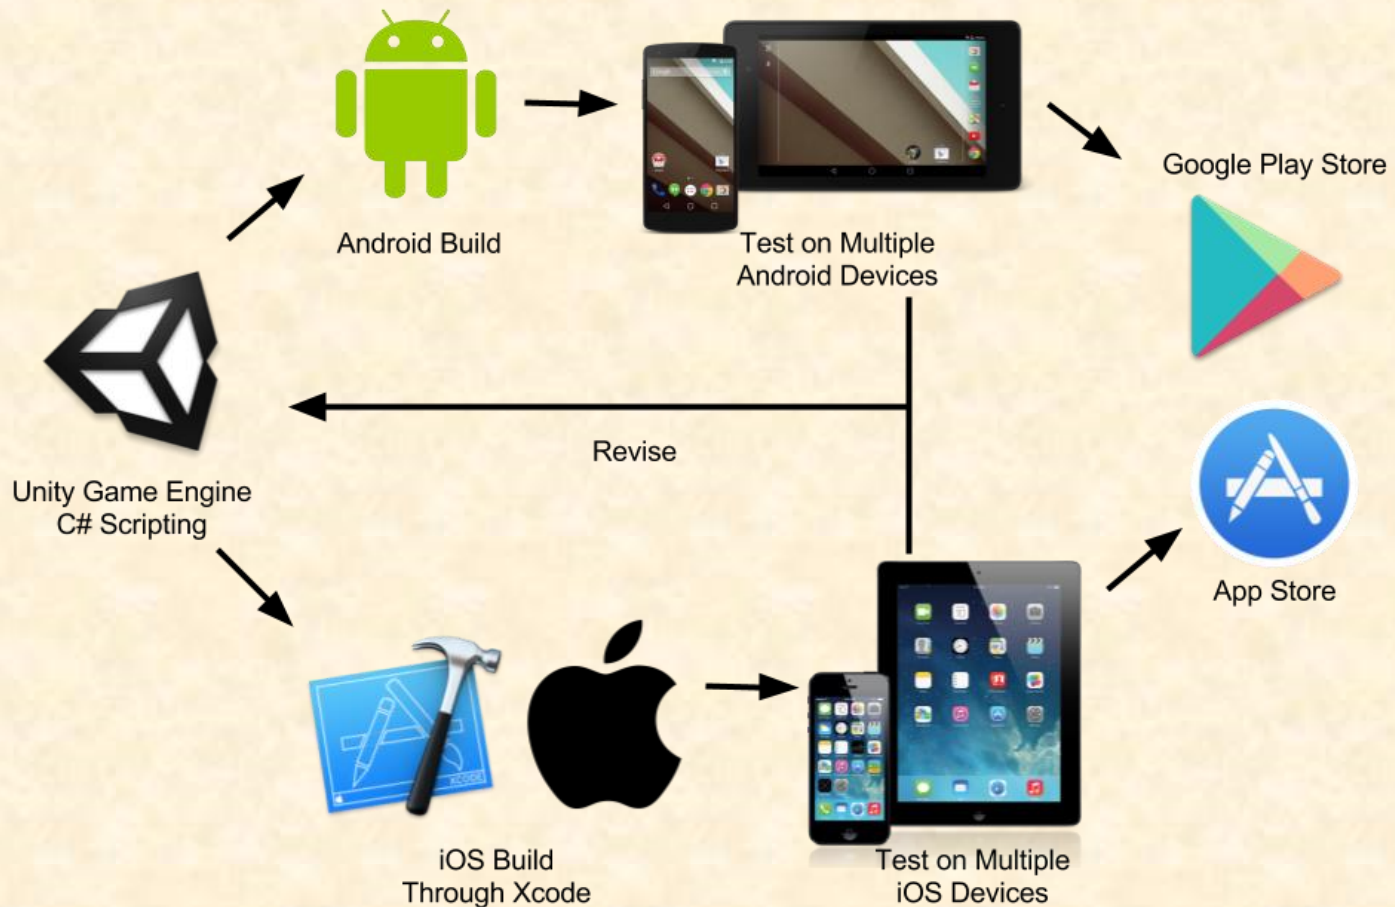 Android Build
Test on Multiple
Android Devices
Google Play Store
Unity Game Engine
C# Scripting
Revise
App Store
XCODE
iOS Build
Through Xcode
Test on Multiple
iOS Devices